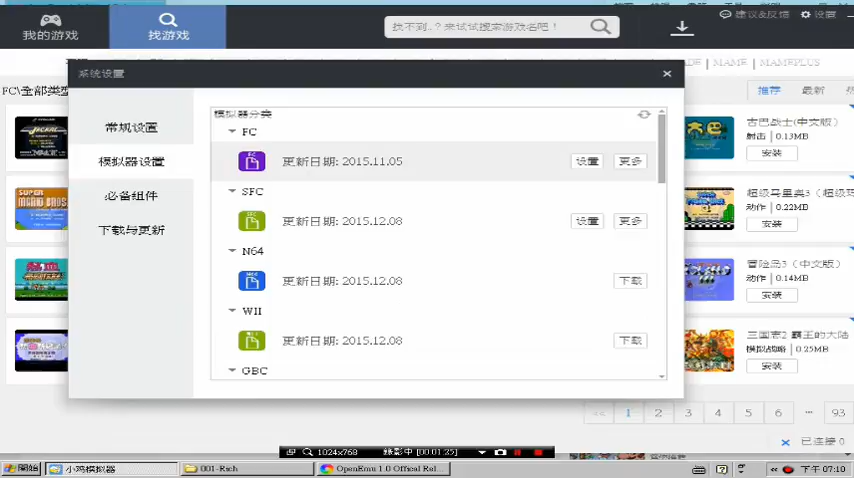 我的游戏
找游戏
找不到..？来试试搜索游戏名吧！
建议&反馈
设置
MAME | MAMEPLUS
FC\全部类型
推荐
最新
系统设置
常规设置
模拟器设置
必备组件
下载与更新
模拟器分类
FC
更新日期: 2015.11.05
设置
更多
SFC
更新日期: 2015.12.08
设置
更多
N64
更新日期: 2015.12.08
下载
WII
更新日期: 2015.12.08
下载
GBC
JACKAL
SUPER
MARIO BROS
古巴战士(中文版)
射击 | 0.13MB
安装
超级马里奥3（超级玛
动作 | 0.22MB
安装
冒险岛3（中文版）
动作 | 0.14MB
安装
三国志2 霸王的大陆
模拟战略 | 0.25MB
安装
<< 1 2 3 4 5 6 ... 93
已连接 0
1024x768 錄影中 [00:01:25]
開始
小鸡模拟器
001-Rich
OpenEmu 1.0 Offical Rel...
下午 07:10